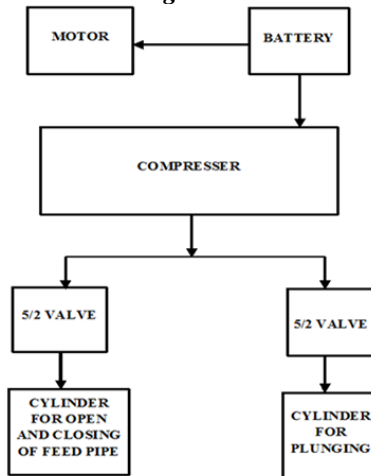 MOTOR
BATTERY
COMPRESSER
5/2 VALVE
5/2 VALVE
CYLINDER
FOR OPEN
AND CLOSING
OF FEED PIPE
CYLINDER
FOR
PLUNGING